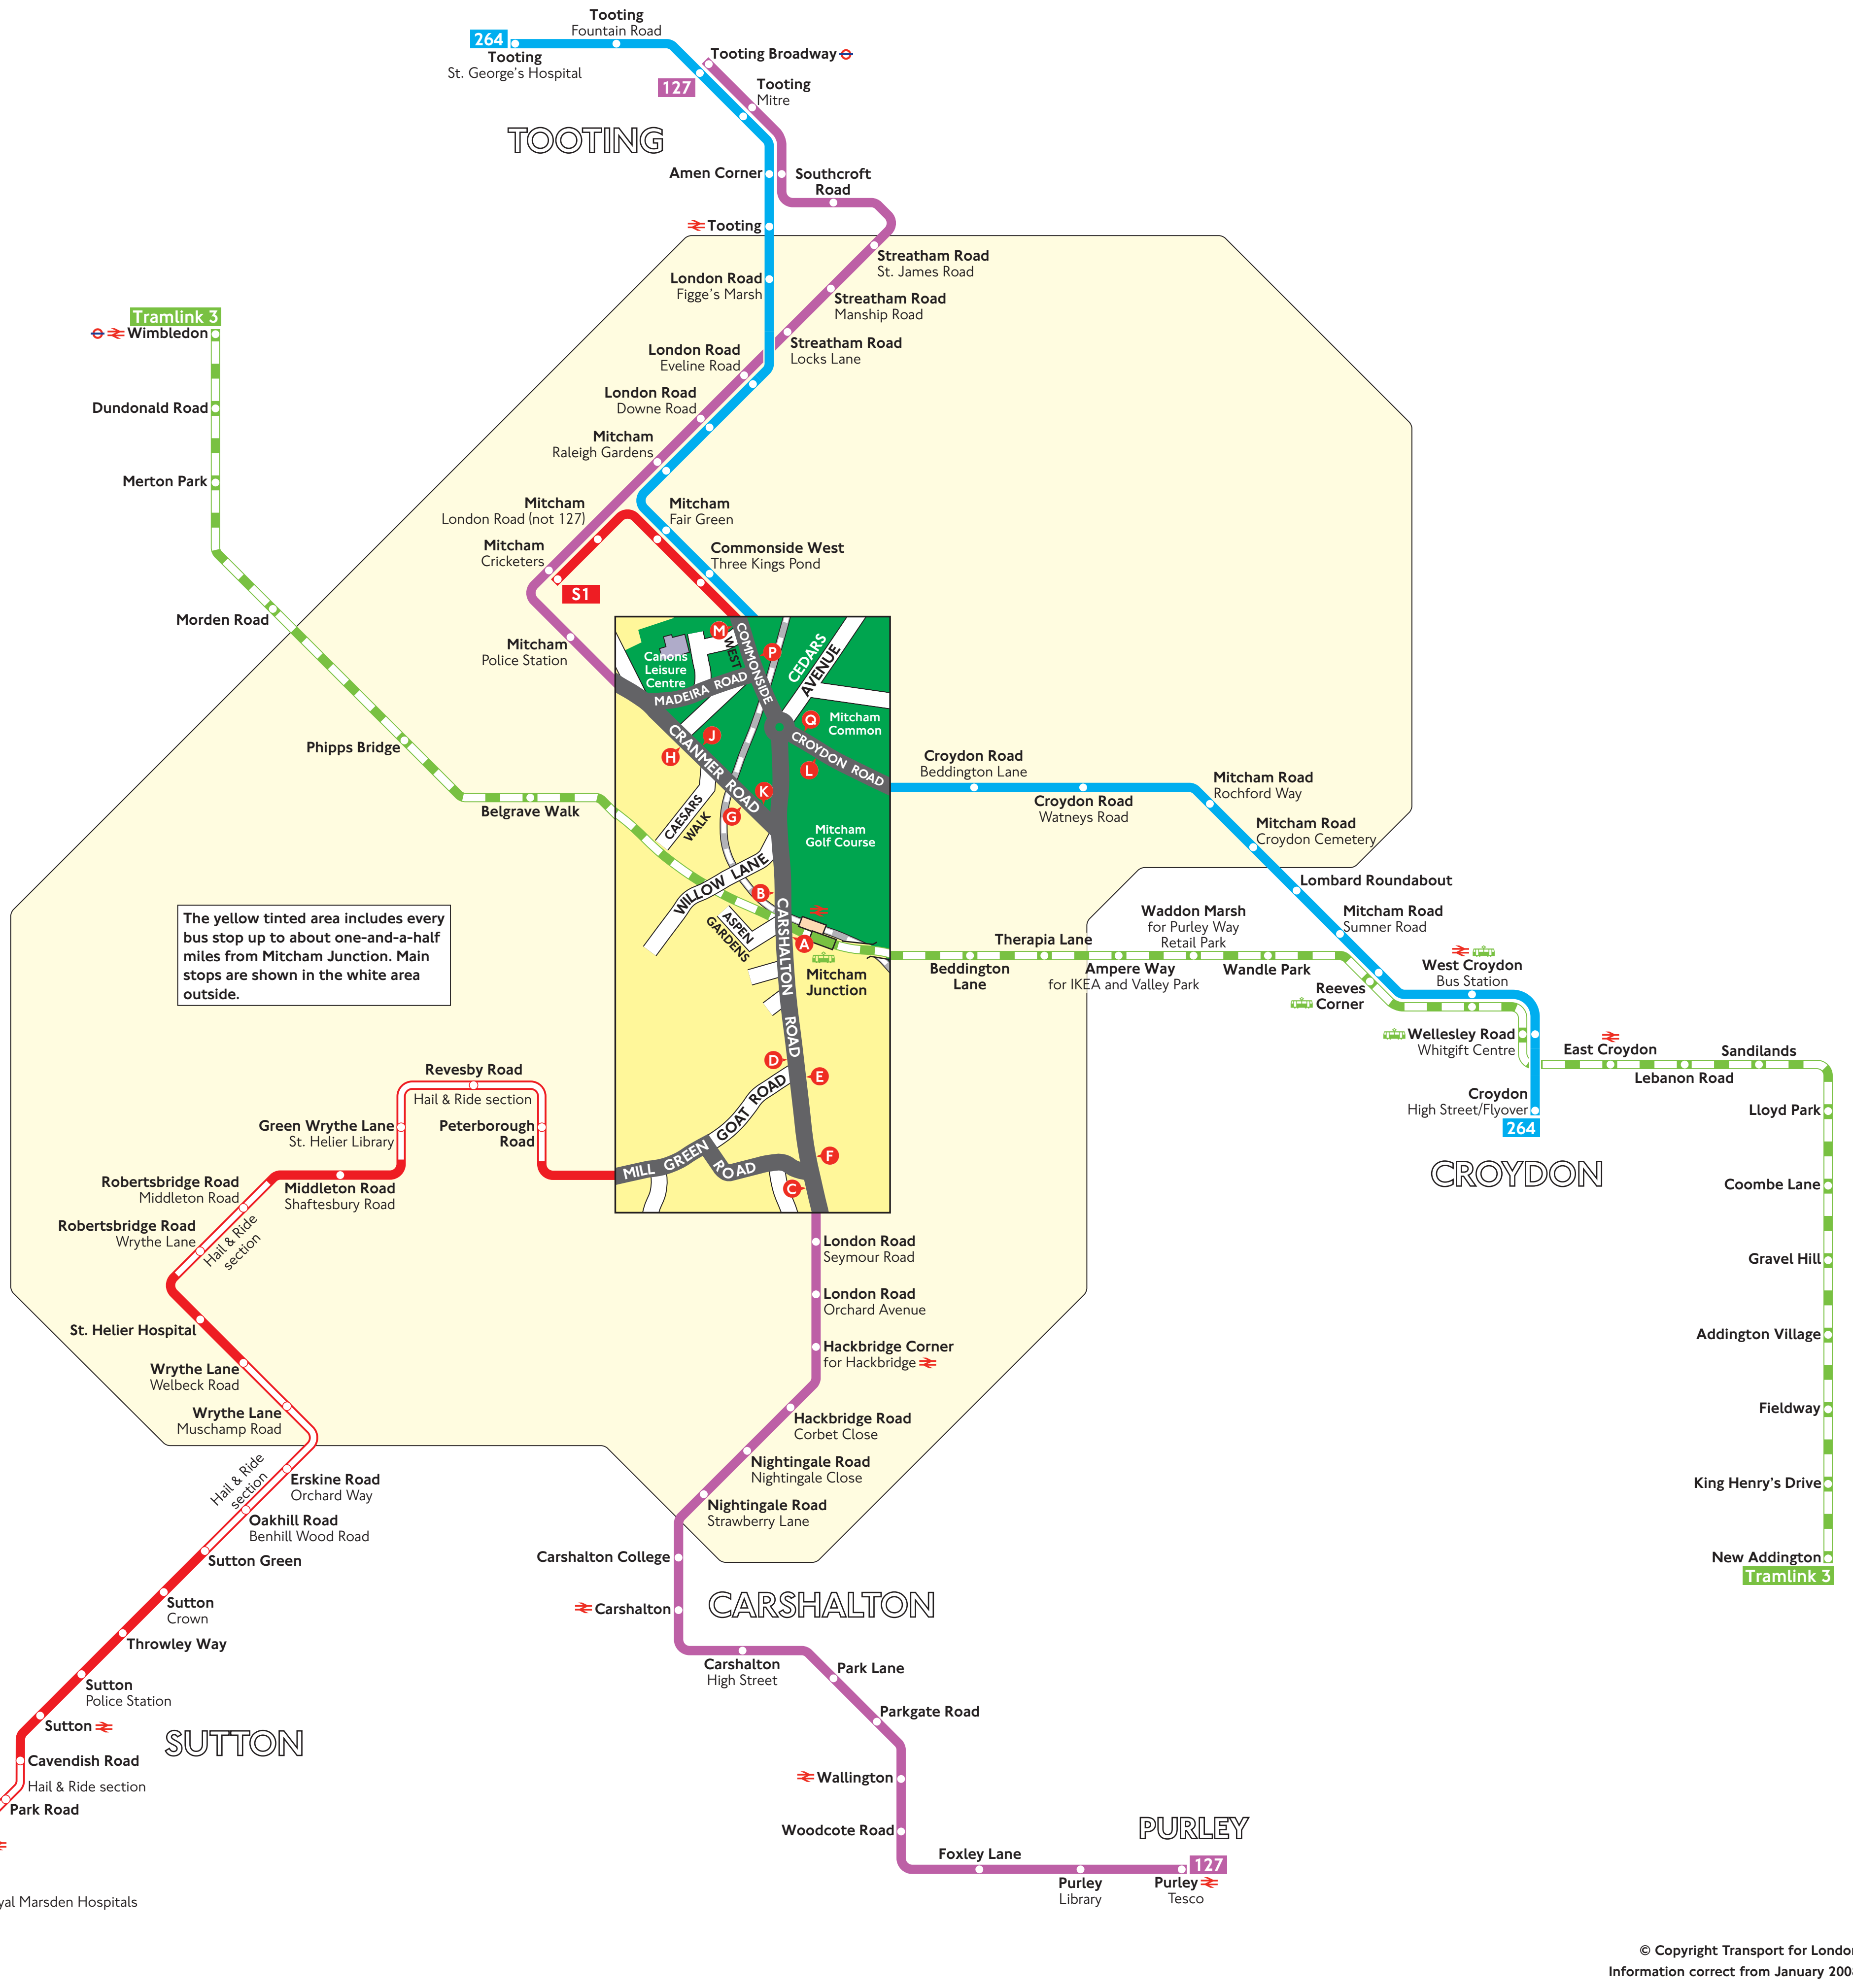 Tooting
Fountain Road
264
Tooting
St. George's Hospital
Tooting Broadway
127
Tooting
Mitre
TOOTING
Amen Corner
Southcroft
Road
Tooting
Streatham Road
St. James Road
London Road
Figge's Marsh
Streatham Road
Manship Road
Tramlink 3
Wimbledon
Streatham Road
Locks Lane
London Road
Eveline Road
London Road
Downe Road
Dundonald Road
Mitcham
Raleigh Gardens
Merton Park
Mitcham
London Road (not 127)
Mitcham
Fair Green
Mitcham
Cricketers
Commonside West
Three Kings Pond
S1
Morden Road
Mitcham
Police Station
M
COMMONSIDE
WEST
P
CEDARS
AVENUE
Canons
Leisure
Centre
MADEIRA ROAD
Q
Mitcham
Common
J
H
CRANMER ROAD
CROYDON ROAD
L
K
G
CAESARS
WALK
Mitcham
Golf Course
Phipps Bridge
Belgrave Walk
Croydon Road
Beddington Lane
Croydon Road
Watneys Road
Mitcham Road
Rochford Way
Mitcham Road
Croydon Cemetery
Lombard Roundabout
Mitcham Road
Sumner Road
WILLOW LANE
B
ASPEN
GARDENS
A
CARSHALTON
ROAD
Mitcham
Junction
The yellow tinted area includes every
bus stop up to about one-and-a-half
miles from Mitcham Junction. Main
stops are shown in the white area
outside.
Therapia Lane
Waddon Marsh
for Purley Way
Retail Park
Beddington
Lane
Ampere Way
for IKEA and Valley Park
Wandle Park
Reeves
Corner
West Croydon
Bus Station
Wellesley Road
Whitgift Centre
East Croydon
Sandilands
Lebanon Road
Croydon
High Street/Flyover
264
CROYDON
Lloyd Park
Coombe Lane
Gravel Hill
Addington Village
Fieldway
King Henry's Drive
New Addington
Tramlink 3
D
E
GOAT ROAD
MILL GREEN
ROAD
F
C
Revesby Road
Hail & Ride section
Green Wrythe Lane
St. Helier Library
Peterborough
Road
Robertsbridge Road
Middleton Road
Middleton Road
Shaftesbury Road
Robertsbridge Road
Wrythe Lane
Hail & Ride
section
St. Helier Hospital
Wrythe Lane
Welbeck Road
Wrythe Lane
Muschamp Road
Hail & Ride
section
Erskine Road
Orchard Way
Oakhill Road
Benhill Wood Road
Sutton Green
Sutton
Crown
Throwley Way
Sutton
Police Station
Sutton
SUTTON
Cavendish Road
Hail & Ride section
Park Road
yal Marsden Hospitals
London Road
Seymour Road
London Road
Orchard Avenue
Hackbridge Corner
for Hackbridge
Hackbridge Road
Corbet Close
Nightingale Road
Nightingale Close
Nightingale Road
Strawberry Lane
Carshalton College
Carshalton
CARSHALTON
Carshalton
High Street
Park Lane
Parkgate Road
Wallington
Woodcote Road
PURLEY
Foxley Lane
127
Purley
Library
Purley
Tesco
© Copyright Transport for London
Information correct from January 200